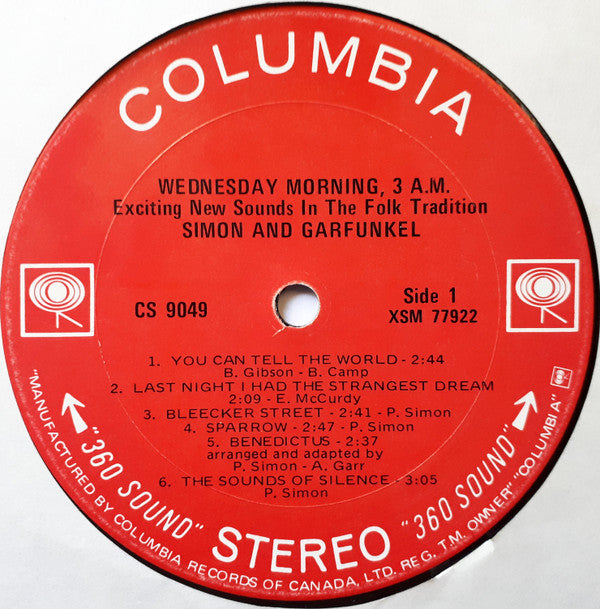 COLUMBIA
WEDNESDAY MORNING, 3 A.M.
Exciting New Sounds In The Folk Tradition
SIMON AND GARFUNKEL
CS 9049
Side 1
XSM 77922
1. YOU CAN TELL THE WORLD - 2:44
B. Gibson - B. Camp
2. LAST NIGHT I HAD THE STRANGEST DREAM
2:09 - E. McCurdy
3. BLEECKER STREET - 2:41 - P. Simon
4. SPARROW - 2:47 - P. Simon
5. BENEDICTUS - 2:37
arranged and adapted by
P. Simon - A. Garr
6. THE SOUNDS OF SILENCE - 3:05
P. Simon
"360 SOUND" STEREO "360 SOUND"
"MANUFACTURED BY COLUMBIA RECORDS OF CANADA, LTD. REG. T.M. OWNER" "COLUMBIA"